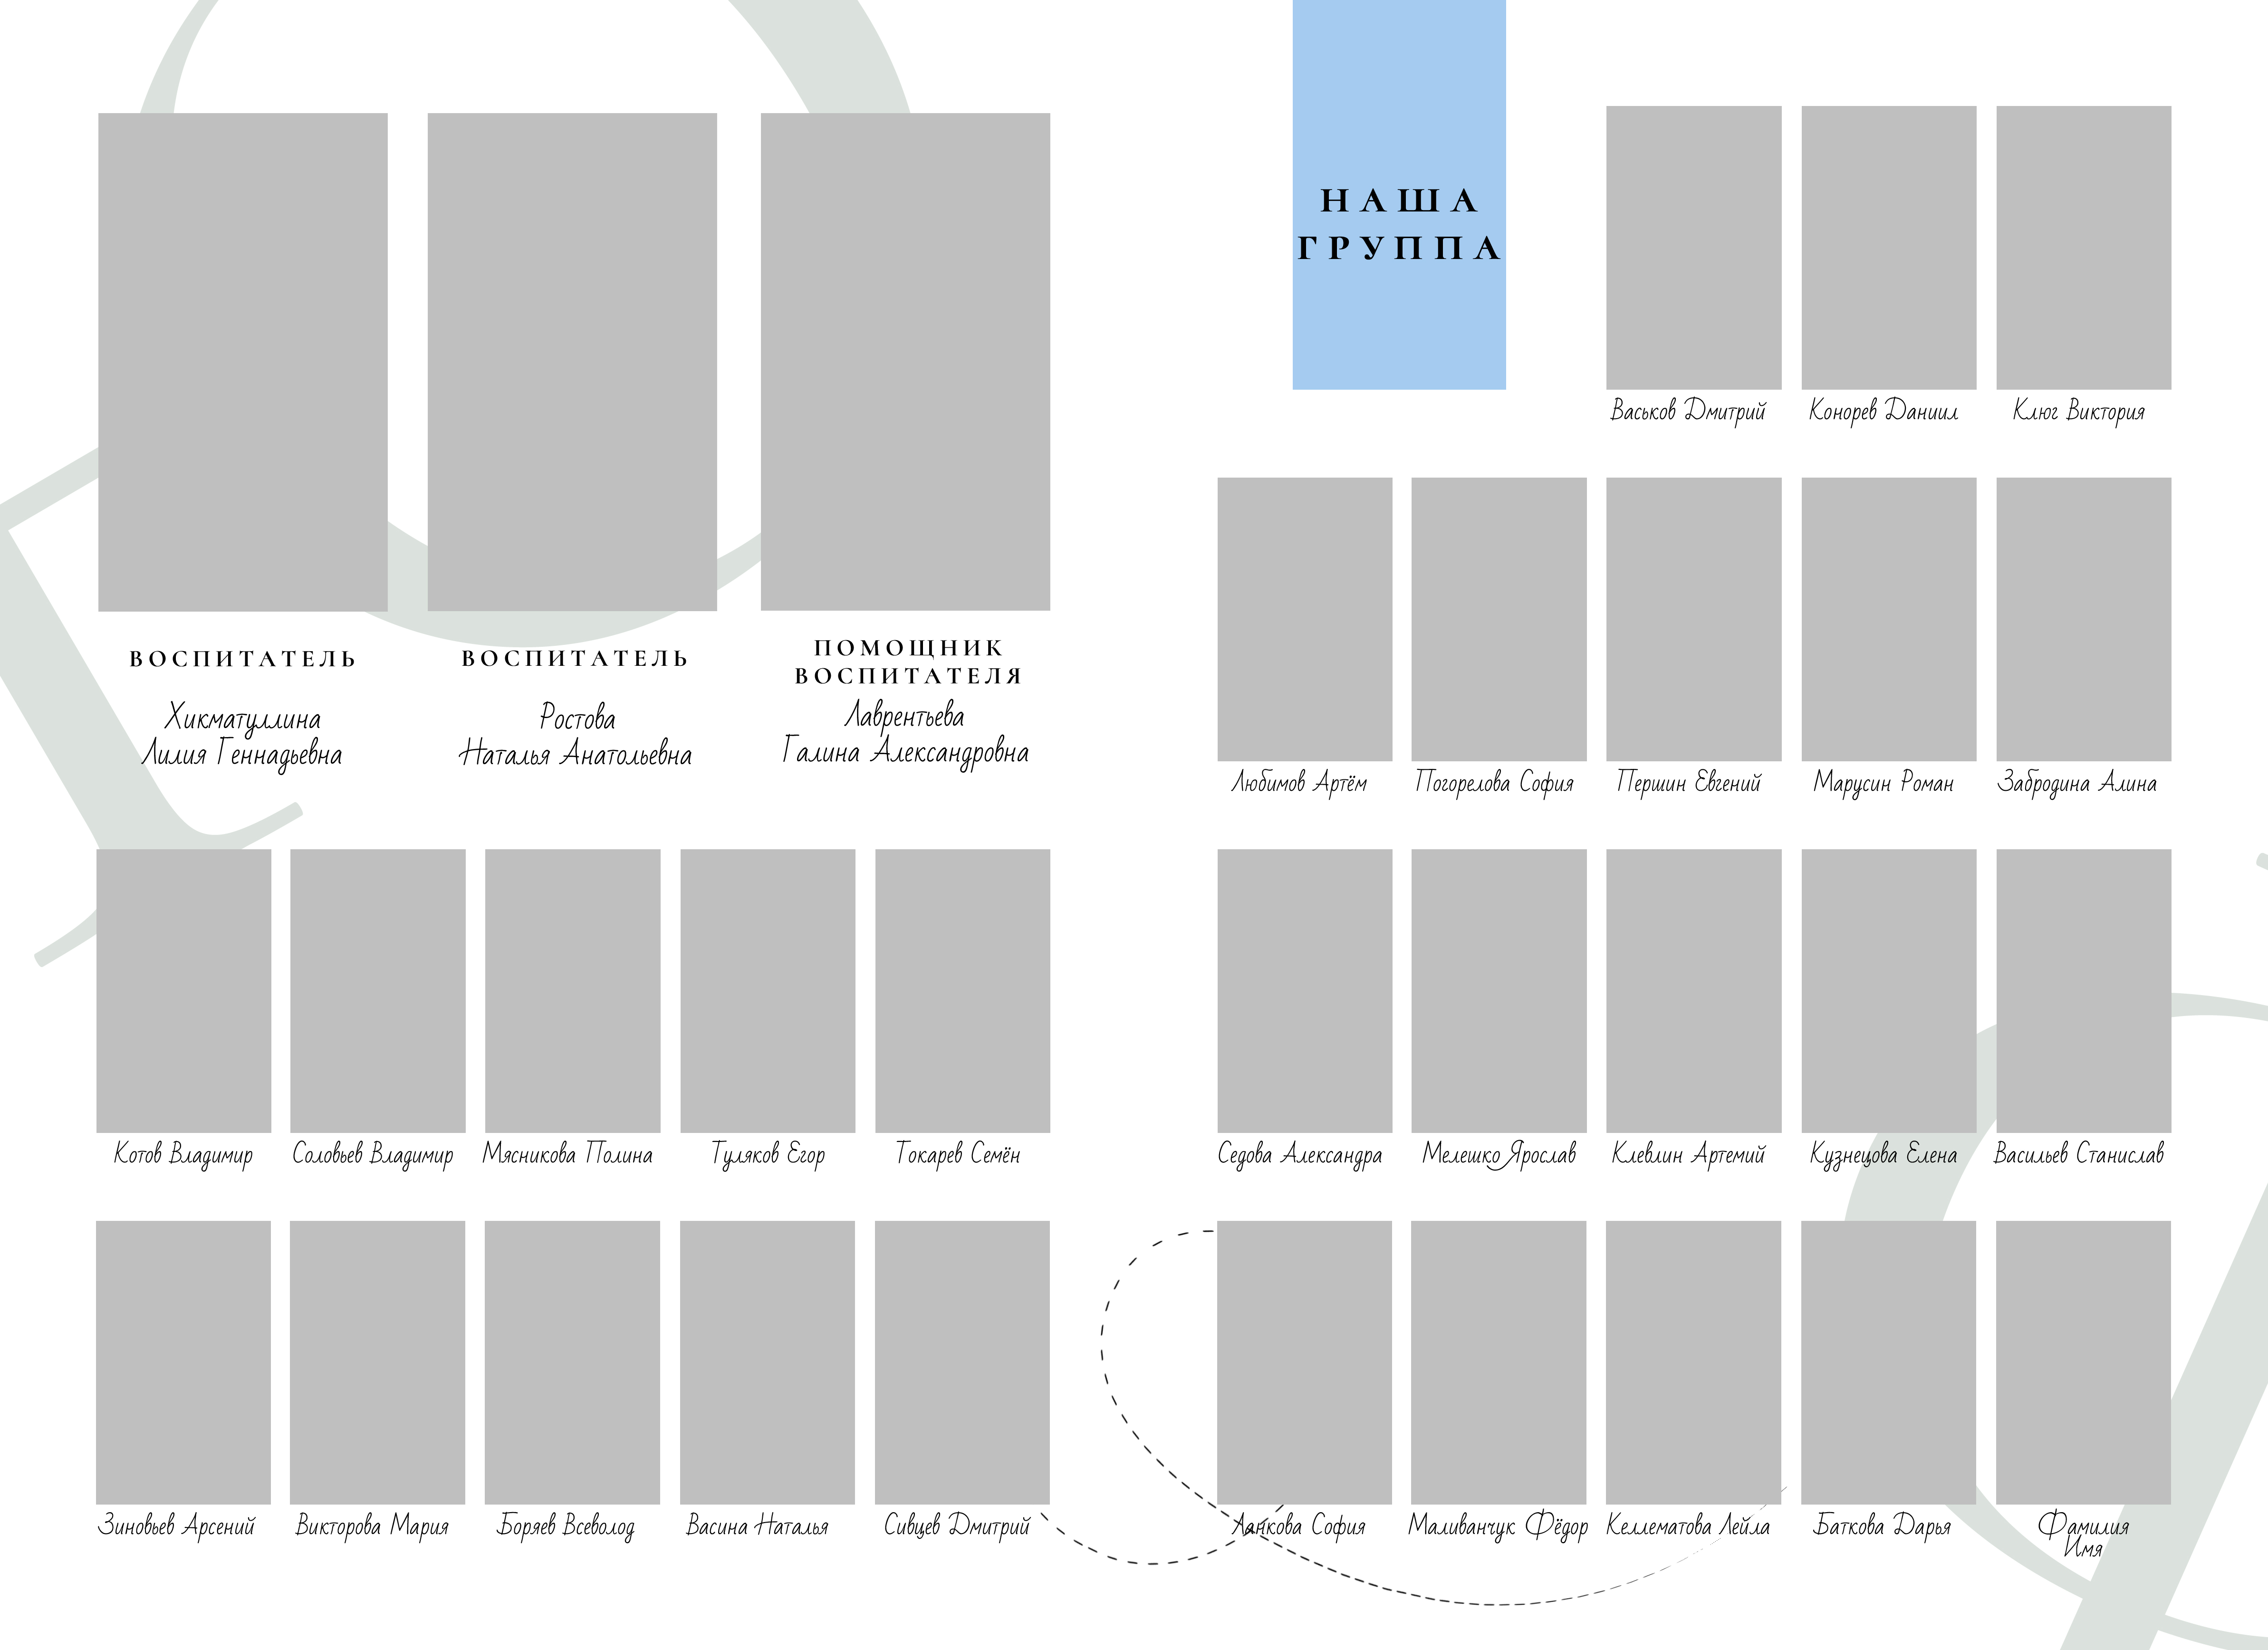 НАША
ГРУППА
ВОСПИТАТЕЛЬ
Хикматуллина
Лилия Геннадьевна
ВОСПИТАТЕЛЬ
Ростова
Наталья Анатольевна
ПОМОЩНИК
ВОСПИТАТЕЛЯ
Лаврентьева
Галина Александровна
Котов Владимир
Соловьев Владимир
Мясникова Полина
Туляков Егор
Токарев Семён
Зиновьев Арсений
Викторова Мария
Боряев Всеволод
Васина Наталья
Сивцев Дмитрий
Васьков Дмитрий
Конорев Даниил
Клюг Виктория
Любимов Артём
Погорелова София
Першин Евгений
Марусин Роман
Забродина Алина
Седова Александра
Мелешко Ярослав
Клевлин Артемий
Кузнецова Елена
Васильев Станислав
Ланкова София
Маливанчук Фёдор
Келлематова Лейла
Баткова Дарья
Фамилия
Имя